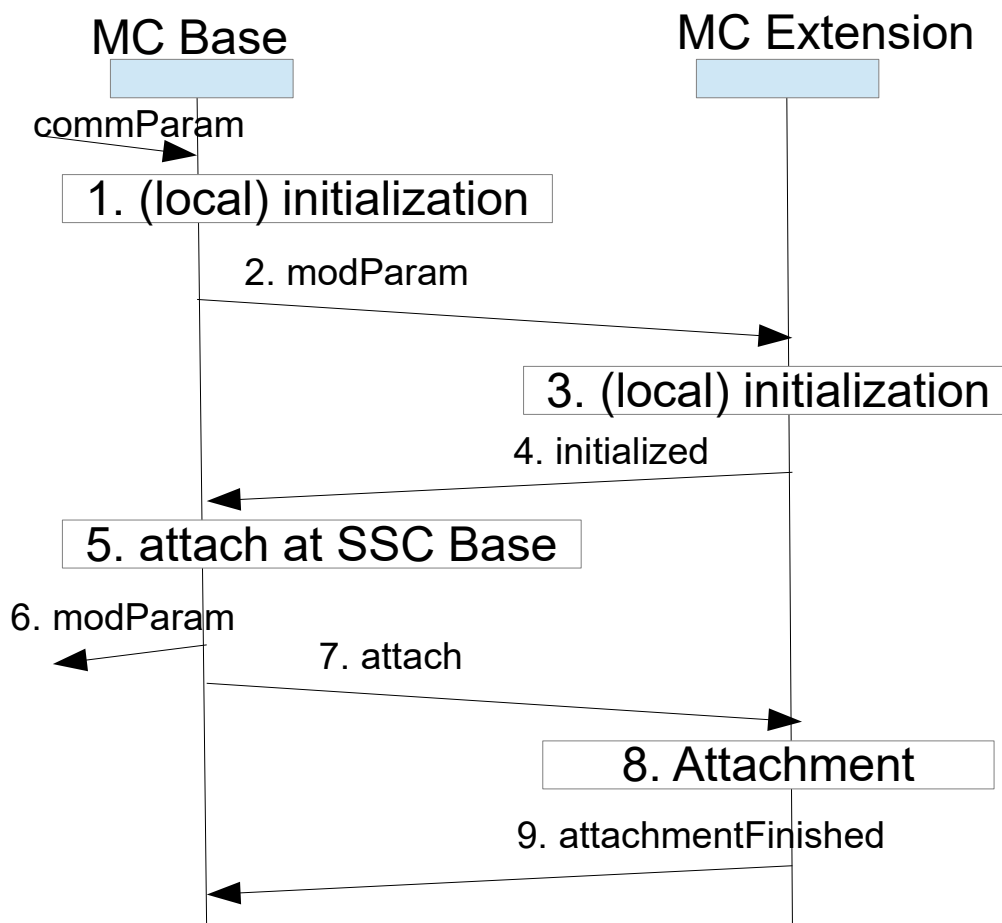 MC Base
MC Extension
commParam
1. (local) initialization
2. modParam
3. (local) initialization
4. initialized
5. attach at SSC Base
6. modParam
7. attach
8. Attachment
9. attachmentFinished